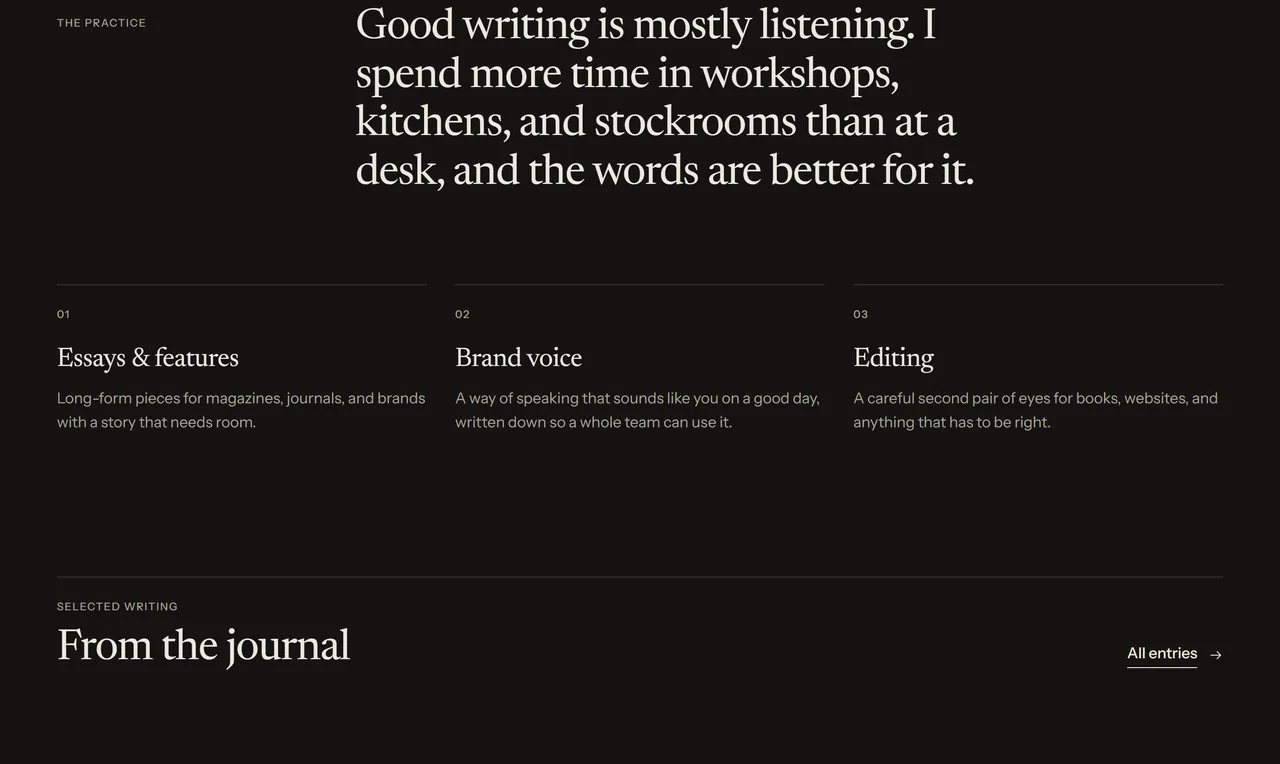 THE PRACTICE
Good writing is mostly listening. I
spend more time in workshops,
kitchens, and stockrooms than at a
desk, and the words are better for it.
01
Essays & features
Long-form pieces for magazines, journals, and brands
with a story that needs room.
02
Brand voice
A way of speaking that sounds like you on a good day,
written down so a whole team can use it.
03
Editing
A careful second pair of eyes for books, websites, and
anything that has to be right.
SELECTED WRITING
From the journal
All entries →